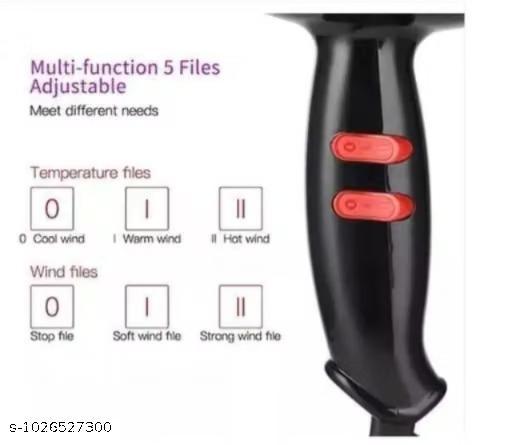 Multi-function 5 Files
Adjustable
Meet different needs
Temperature files
0 I II
0 Cool wind I Warm wind II Hot wind
Wind files
0 I II
Stop file Soft wind file Strong wind file
s-1026527300